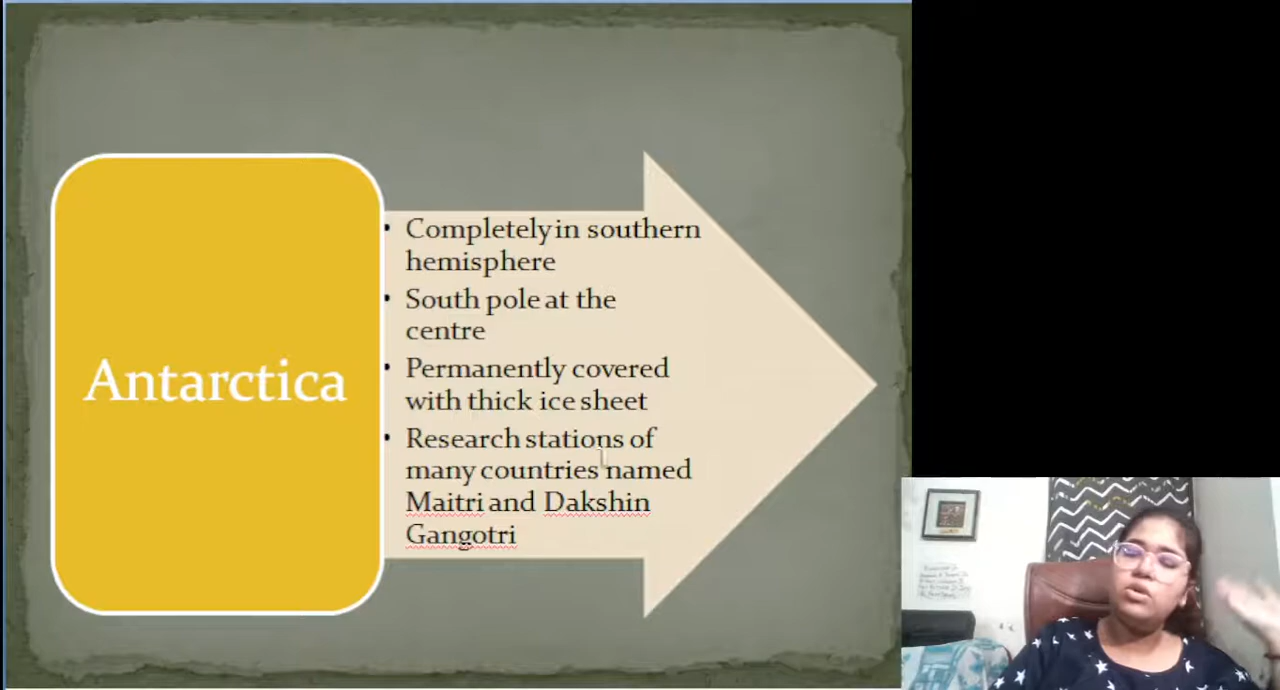 Antarctica
• Completely in southern
hemisphere
• South pole at the
centre
• Permanently covered
with thick ice sheet
• Research stations of
many countries named
Maitri and Dakshin
Gangotri